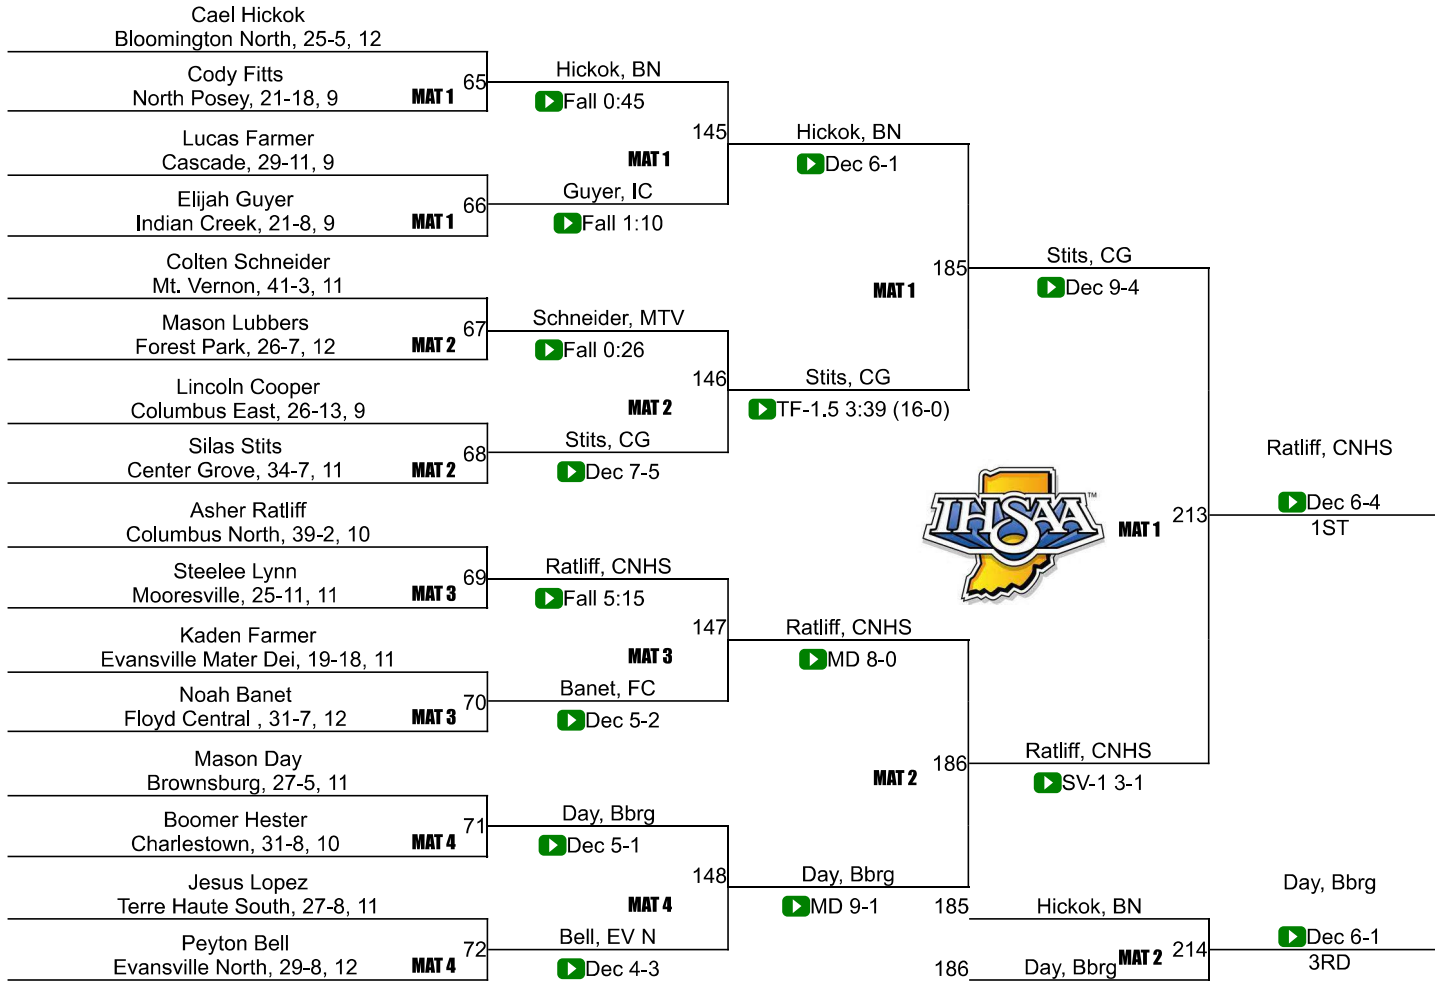 Cael Hickok
Bloomington North, 25-5, 12
Cody Fitts
North Posey, 21-18, 9
MAT 1
65
Hickok, BN
Fall 0:45
Lucas Farmer
Cascade, 29-11, 9
Elijah Guyer
Indian Creek, 21-8, 9
MAT 1
66
Guyer, IC
Fall 1:10
145
MAT 1
Hickok, BN
Dec 6-1
Colten Schneider
Mt. Vernon, 41-3, 11
Mason Lubbers
Forest Park, 26-7, 12
MAT 2
67
Schneider, MTV
Fall 0:26
Lincoln Cooper
Columbus East, 26-13, 9
Silas Stits
Center Grove, 34-7, 11
MAT 2
68
Stits, CG
Dec 7-5
146
MAT 2
Stits, CG
TF-1.5 3:39 (16-0)
185
MAT 1
Stits, CG
Dec 9-4
Asher Ratliff
Columbus North, 39-2, 10
Steelee Lynn
Mooresville, 25-11, 11
MAT 3
69
Ratliff, CNHS
Fall 5:15
Kaden Farmer
Evansville Mater Dei, 19-18, 11
Noah Banet
Floyd Central , 31-7, 12
MAT 3
70
Banet, FC
Dec 5-2
147
MAT 3
Ratliff, CNHS
MD 8-0
Mason Day
Brownsburg, 27-5, 11
Boomer Hester
Charlestown, 31-8, 10
MAT 4
71
Day, Bbrg
Dec 5-1
Jesus Lopez
Terre Haute South, 27-8, 11
Peyton Bell
Evansville North, 29-8, 12
MAT 4
72
Bell, EV N
Dec 4-3
148
MAT 4
Day, Bbrg
MD 9-1
186
MAT 2
Ratliff, CNHS
SV-1 3-1
IHSAA™
MAT 1
213
Ratliff, CNHS
Dec 6-4
1ST
185
Hickok, BN
186
Day, Bbrg
MAT 2
214
Day, Bbrg
Dec 6-1
3RD